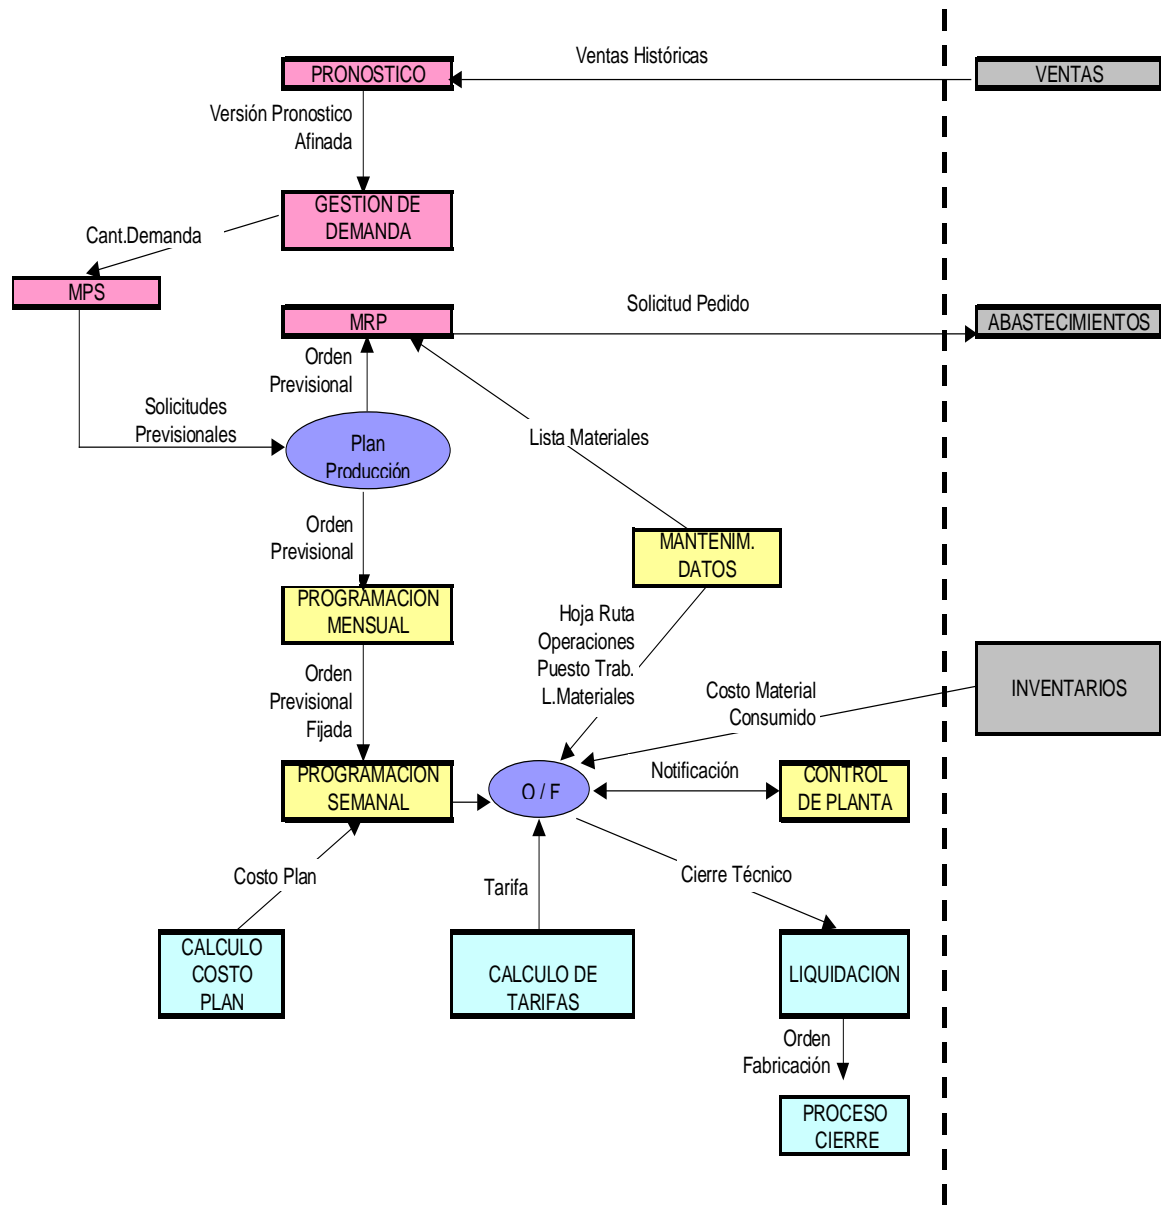 Ventas Históricas
PRONOSTICO
VENTAS
Versión Pronostico
Afinada
GESTION DE
DEMANDA
Cant.Demanda
MPS
MRP
Solicitud Pedido
ABASTECIMIENTOS
Orden
Previsional
Solicitudes
Previsionales
Plan
Producción
Lista Materiales
Orden
Previsional
MANTENIM.
DATOS
PROGRAMACION
MENSUAL
Hoja Ruta
Operaciones
Puesto Trab.
L.Materiales
Orden
Previsional
Fijada
Costo Material
Consumido
INVENTARIOS
PROGRAMACION
SEMANAL
O / F
Notificación
CONTROL
DE PLANTA
Costo Plan
Tarifa
Cierre Técnico
CALCULO
COSTO
PLAN
CALCULO DE
TARIFAS
LIQUIDACION
Orden
Fabricación
PROCESO
CIERRE